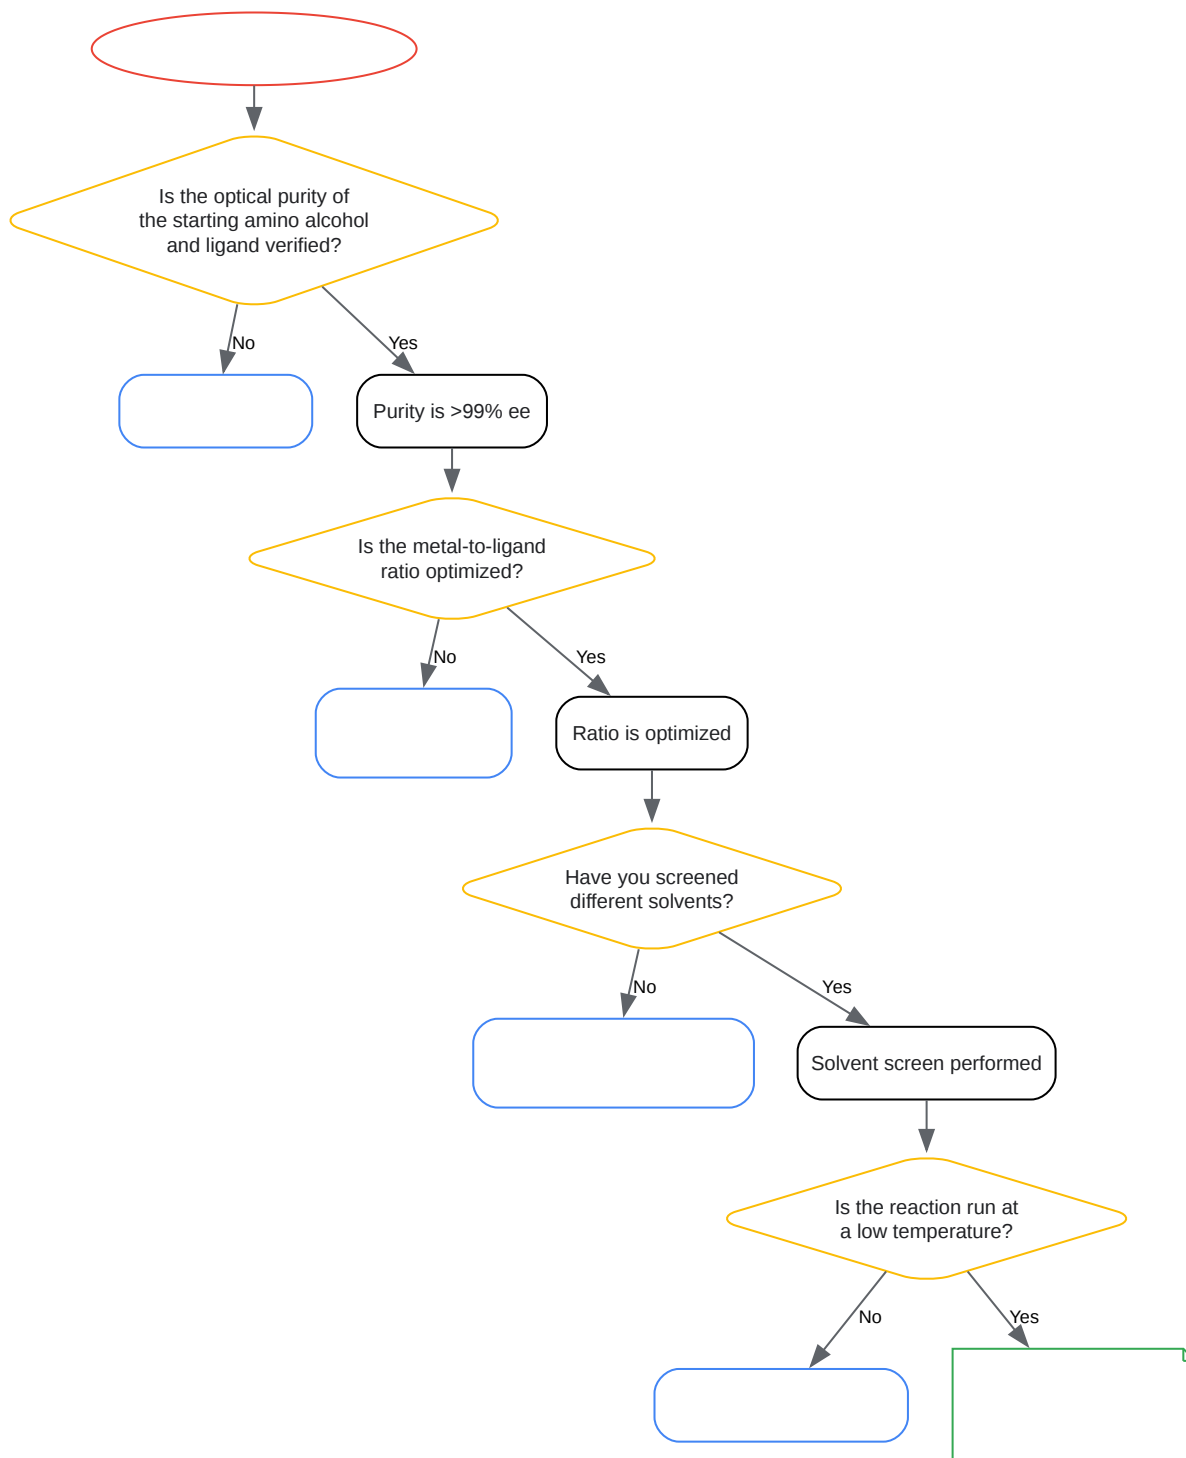 Is the optical purity of
the starting amino alcohol
and ligand verified?
No
Yes
Purity is >99% ee
Is the metal-to-ligand
ratio optimized?
No
Yes
Ratio is optimized
Have you screened
different solvents?
No
Yes
Solvent screen performed
Is the reaction run at
a low temperature?
No
Yes